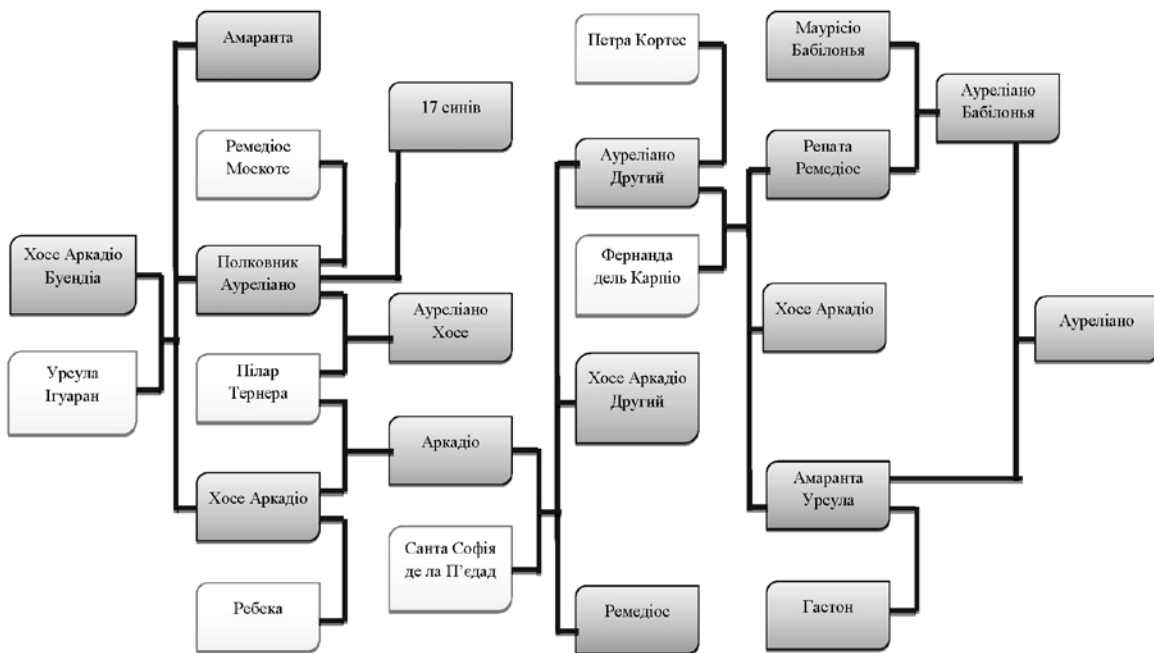 Амаранта
Ремедіос
Москоте
17 синів
Хосе Аркадіо
Буендіа
Урсула
Ігуаран
Полковник
Ауреліано
Пілар
Тернера
Хосе Аркадіо
Ребека
Ауреліано
Хосе
Аркадіо
Санта Софія
де ла П’єдад
Петра Кортес
Ауреліано
Другий
Фернанда
дель Карпіо
Хосе Аркадіо
Другий
Ремедіос
Маурісіо
Бабілонья
Рената
Ремедіос
Хосе Аркадіо
Амаранта
Урсула
Гастон
Ауреліано
Бабілонья
Ауреліано